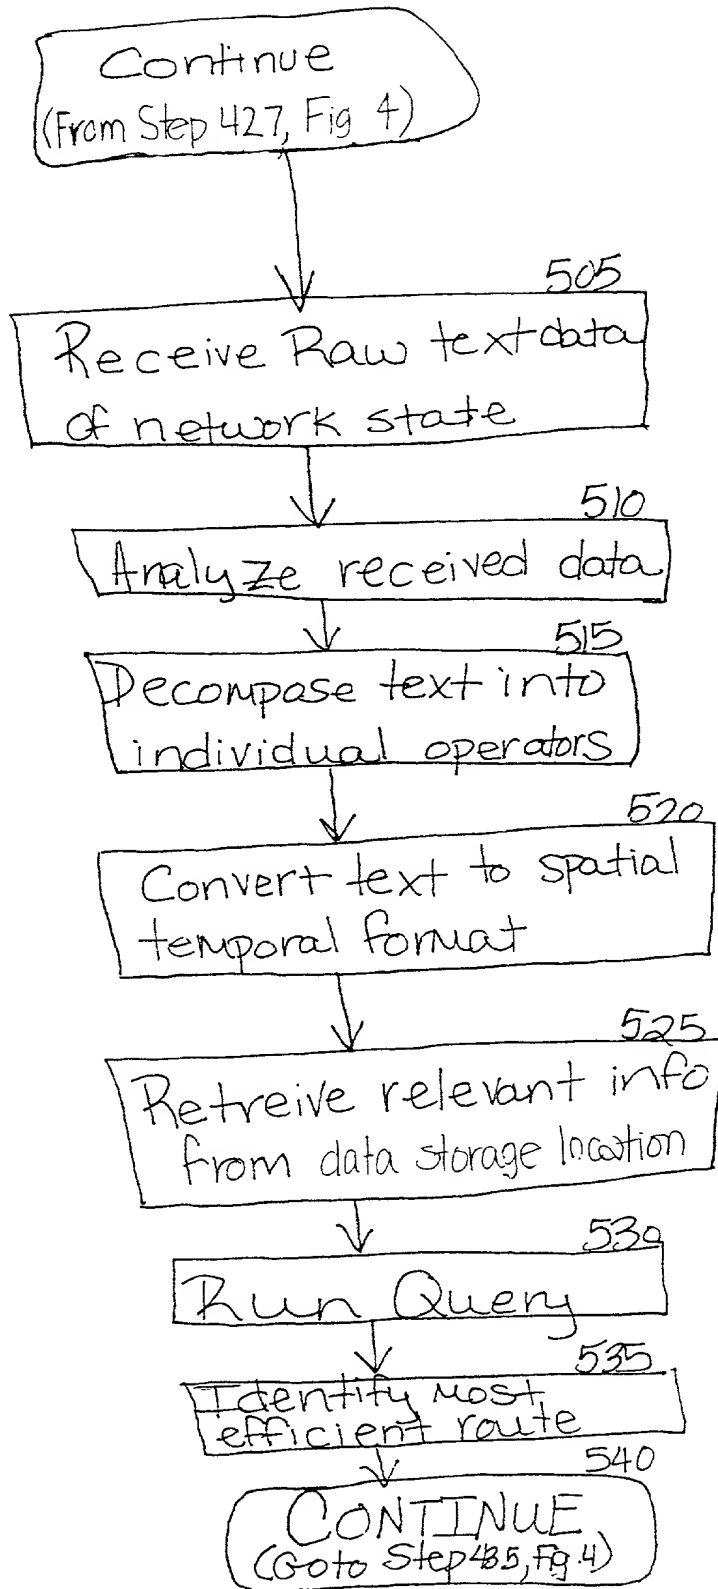 Continue
(From Step 427, Fig 4)
505
Receive Raw text data
of network state
510
Analyze received data
515
Decompose text into
individual operators
520
Convert text to spatial
temporal format
525
Retreive relevant info
from data storage location
530
Run Query
535
Identify most
efficient route
540
CONTINUE
(Goto Step 435, Fig. 4)